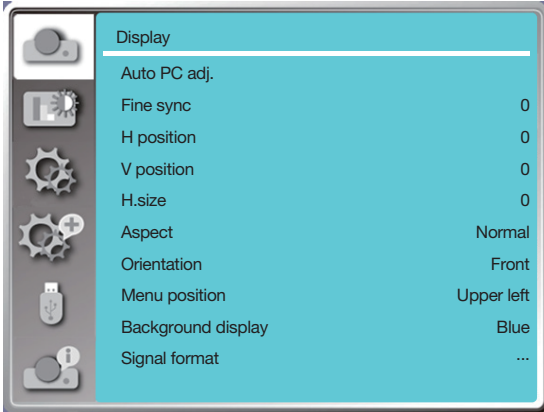 Display
Auto PC adj.
Fine sync 0
H position 0
V position 0
H.size 0
Aspect Normal
Orientation Front
Menu position Upper left
Background display Blue
Signal format ...